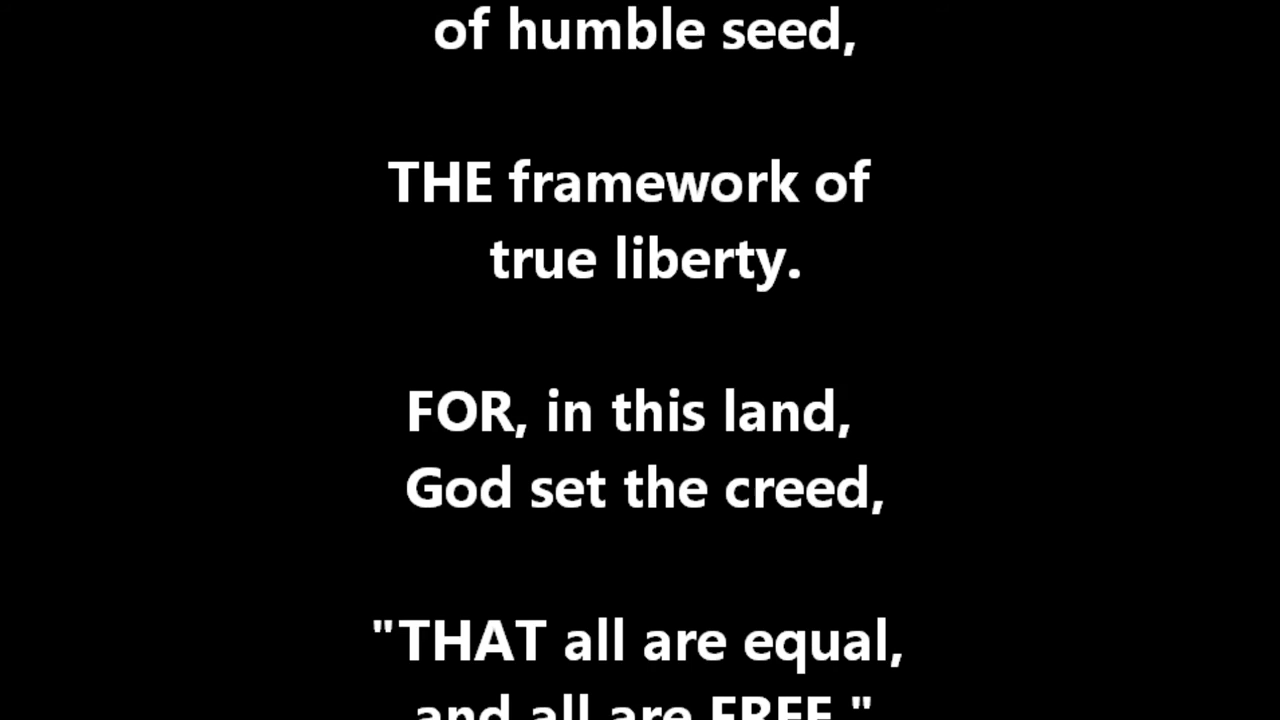 of humble seed,
THE framework of
true liberty.
FOR, in this land,
God set the creed,
"THAT all are equal,
and all are FREE."